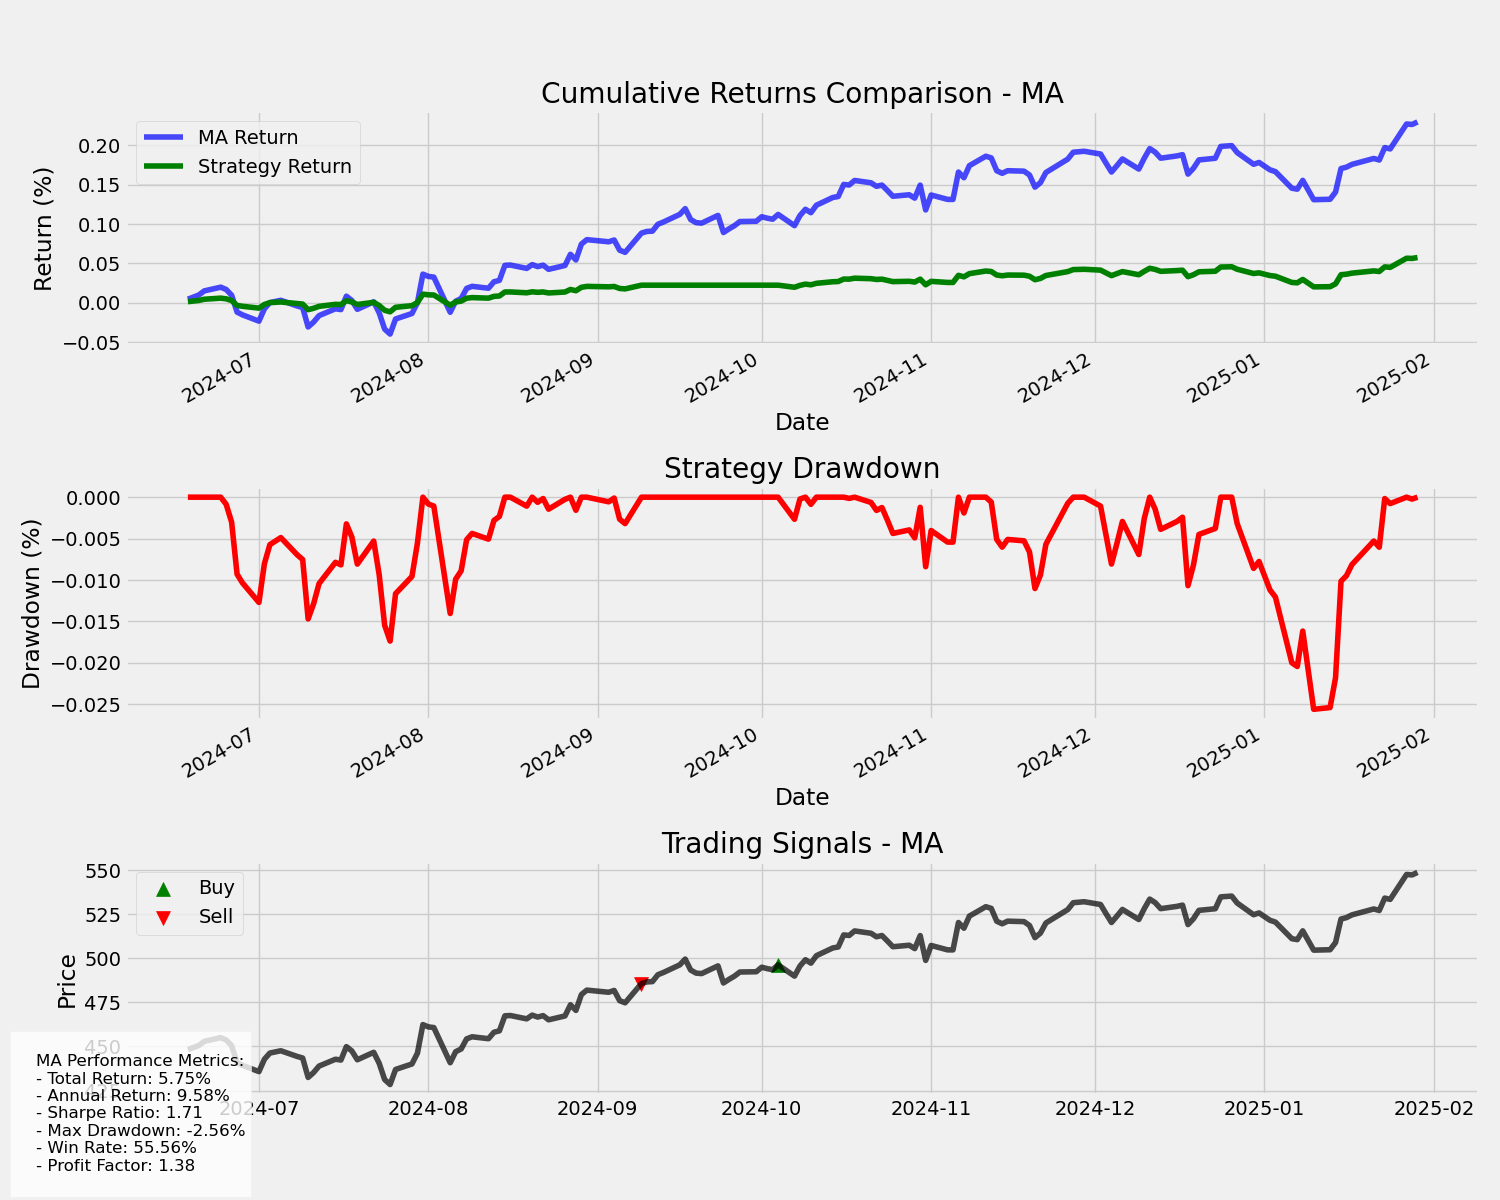 Cumulative Returns Comparison - MA
MA Return
Strategy Return
Return (%)
0.20
0.15
0.10
0.05
0.00
−0.05
2024-07
2024-08
2024-09
2024-10
2024-11
2024-12
2025-01
2025-02
Date
Strategy Drawdown
Drawdown (%)
0.000
−0.005
−0.010
−0.015
−0.020
−0.025
2024-07
2024-08
2024-09
2024-10
2024-11
2024-12
2025-01
2025-02
Date
Trading Signals - MA
Buy
Sell
Price
550
525
500
475
450
425
2024-07
2024-08
2024-09
2024-10
2024-11
2024-12
2025-01
2025-02
MA Performance Metrics:
- Total Return: 5.75%
- Annual Return: 9.58%
- Sharpe Ratio: 1.71
- Max Drawdown: -2.56%
- Win Rate: 55.56%
- Profit Factor: 1.38